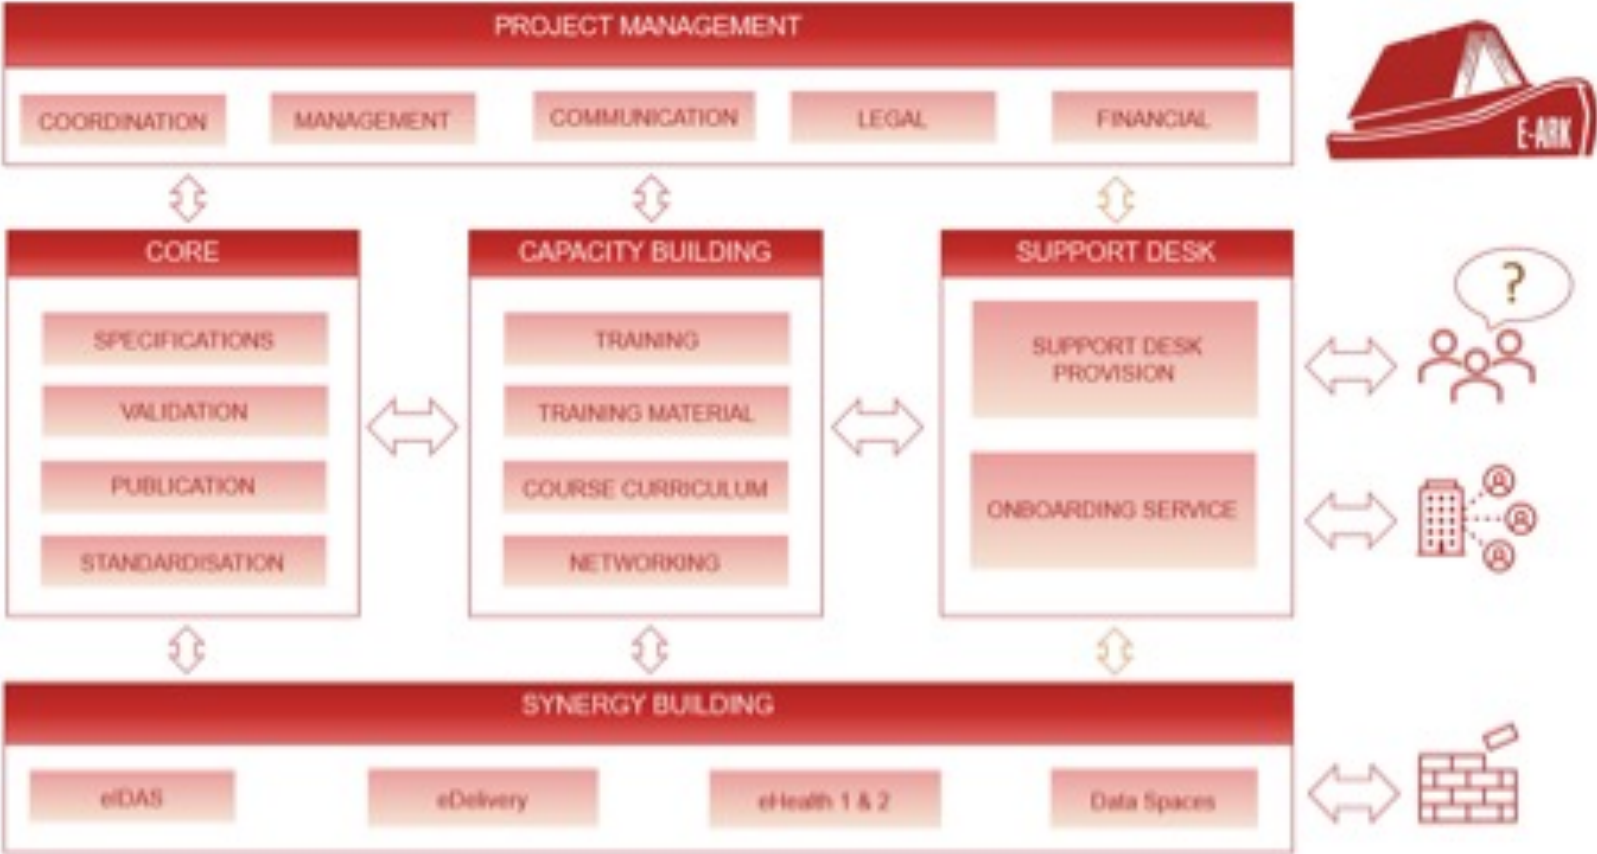 PROJECT MANAGEMENT
COORDINATION
MANAGEMENT
COMMUNICATION
LEGAL
FINANCIAL
E-ARK
CORE
SPECIFICATIONS
VALIDATION
PUBLICATION
STANDARDISATION
CAPACITY BUILDING
TRAINING
TRAINING MATERIAL
COURSE CURRICULUM
NETWORKING
SUPPORT DESK
SUPPORT DESK
PROVISION
ONBOARDING SERVICE
?
SYNERGY BUILDING
eIDAS
eDelivery
eHealth 1 & 2
Data Spaces